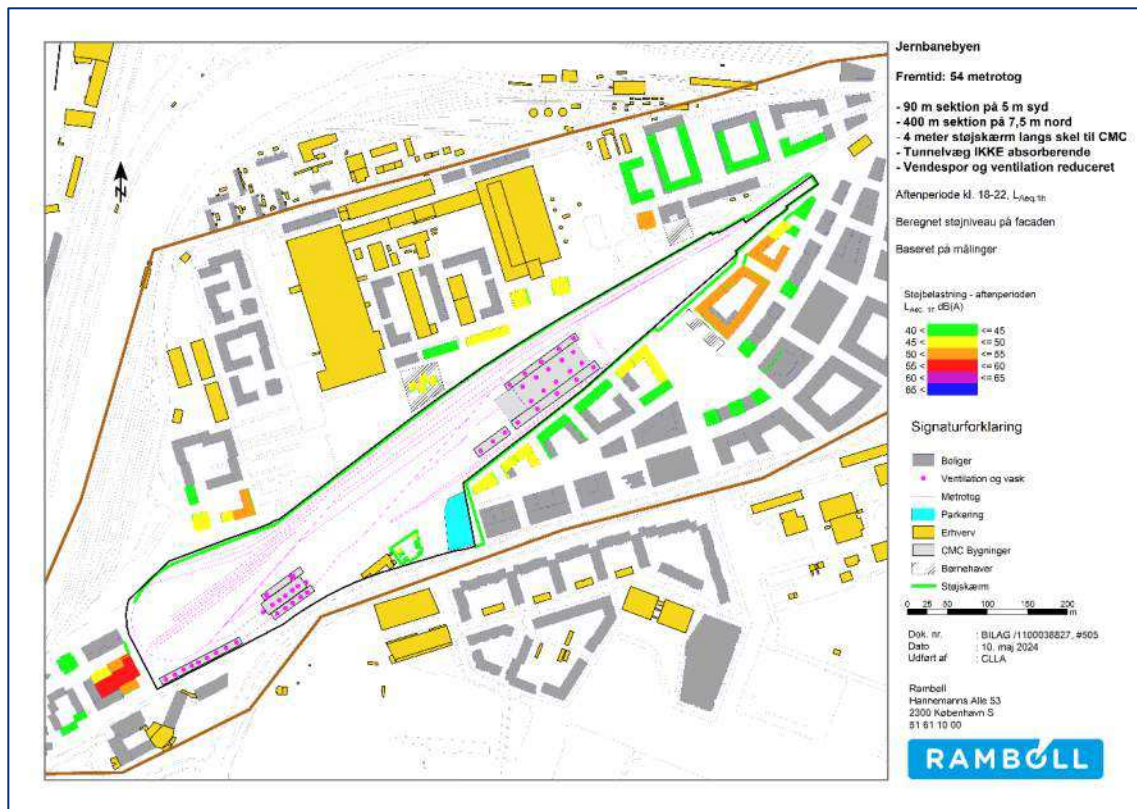 Jernbanebyen
Fremtid: 54 metrotog
- 90 m sektion på 5 m syd
- 400 m sektion på 7,5 m nord
- 4 meter støjskærm langs skel til CMC
- Tunnelvæg IKKE absorberende
- Vendespor og ventilation reduceret
Aftenperiode kl. 18-22, LAeq,1h
Beregnet støjniveau på facaden
Baseret på målinger
Støjbelastning - aftenperioden
LAeq, 1t dB(A)
40 < <= 45
45 < <= 50
50 < <= 55
55 < <= 60
60 < <= 65
65 <
Signaturforklaring
Boliger
Ventilation og vask
Metrotog
Parkering
Erhverv
CMC Bygninger
Børnehaver
Støjskærm
0 25 50 100 150 200
m
Dok. nr. : BILAG /1100038827, #505
Dato : 10. maj 2024
Udført af : CLLA
Rambøll
Hannemanns Alle 53
2300 København S
51 61 10 00
RAMBOLL
N